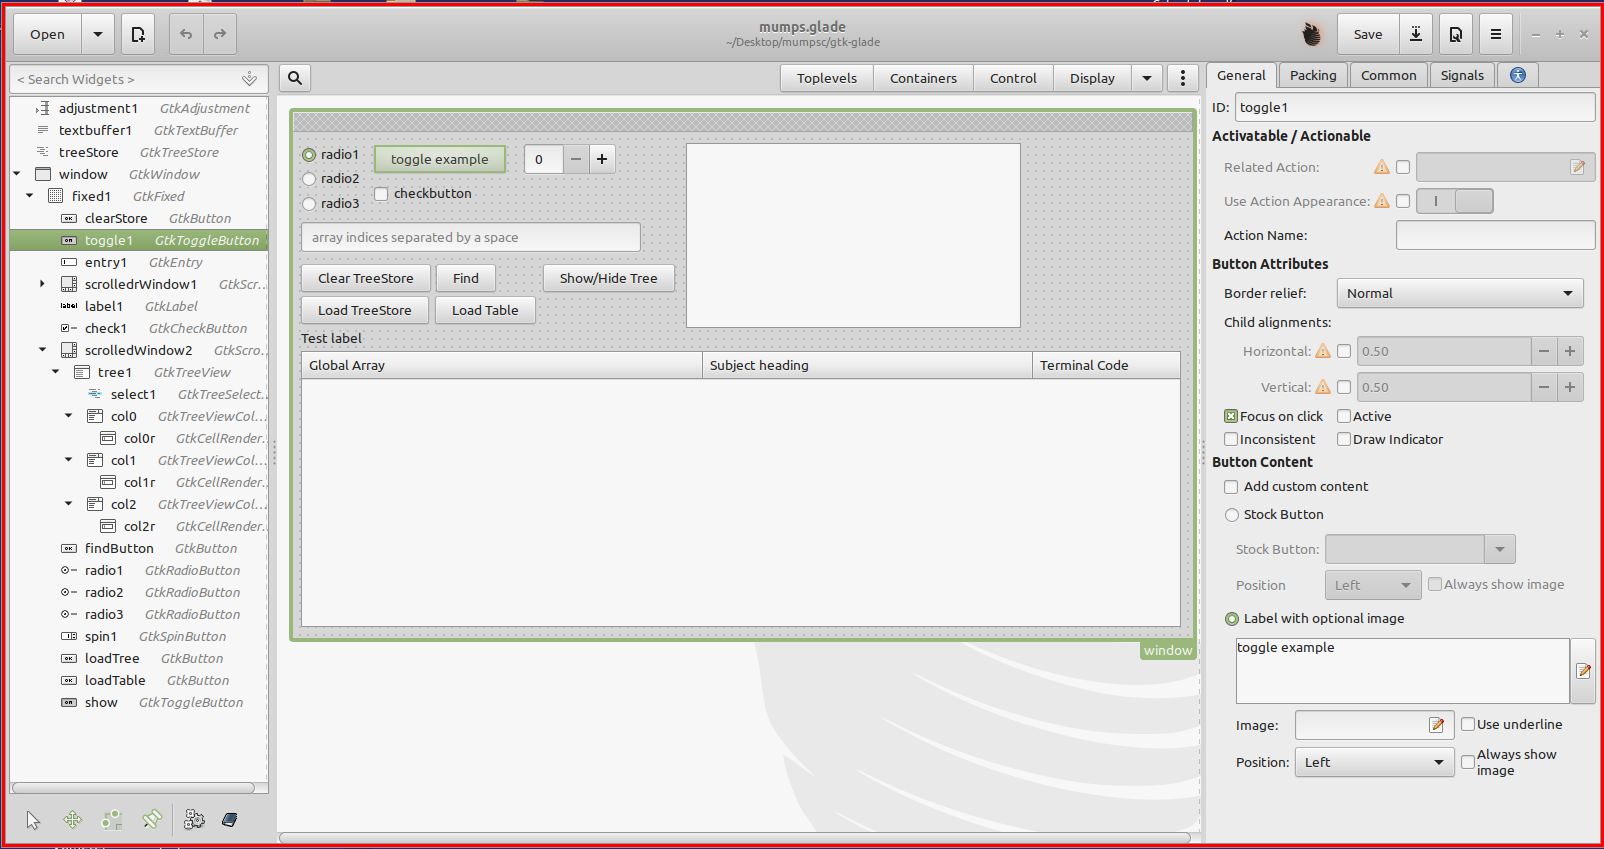 Open
mumps.glade
~/Desktop/mumpsc/gtk-glade
Save
< Search Widgets >
adjustment1 GtkAdjustment
textbuffer1 GtkTextBuffer
treeStore GtkTreeStore
window GtkWindow
fixed1 GtkFixed
clearStore GtkButton
toggle1 GtkToggleButton
entry1 GtkEntry
scrolledrWindow1 GtkScr...
label1 GtkLabel
check1 GtkCheckButton
scrolledWindow2 GtkScro...
tree1 GtkTreeView
select1 GtkTreeSelect...
col0 GtkTreeViewCol...
col0r GtkCellRender...
col1 GtkTreeViewCol...
col1r GtkCellRender...
col2 GtkTreeViewCol...
col2r GtkCellRender...
findButton GtkButton
radio1 GtkRadioButton
radio2 GtkRadioButton
radio3 GtkRadioButton
spin1 GtkSpinButton
loadTree GtkButton
loadTable GtkButton
show GtkToggleButton
Toplevels Containers Control Display
radio1 toggle example 0 − +
radio2
checkbutton
radio3
array indices separated by a space
Clear TreeStore Find Show/Hide Tree
Load TreeStore Load Table
Test label
Global Array Subject heading Terminal Code
window
General Packing Common Signals
ID: toggle1
Activatable / Actionable
Related Action:
Use Action Appearance:
Action Name:
Button Attributes
Border relief: Normal
Child alignments:
Horizontal: 0.50 − +
Vertical: 0.50 − +
Focus on click Active
Inconsistent Draw Indicator
Button Content
Add custom content
Stock Button
Stock Button:
Position Left Always show image
Label with optional image
toggle example
Image: Use underline
Position: Left Always show
image